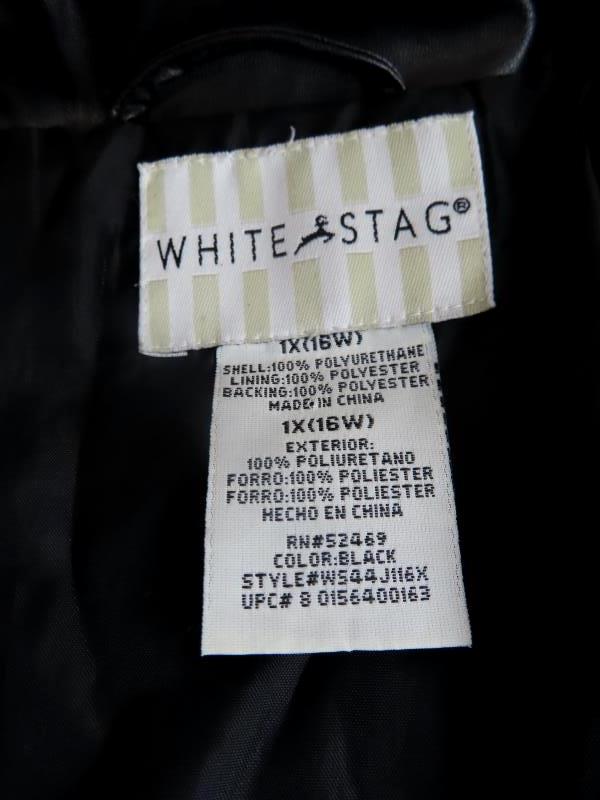 WHITE STAG®
1X(16W)
SHELL:100% POLYURETHANE
LINING:100% POLYESTER
BACKING:100% POLYESTER
MADE IN CHINA
1X(16W)
EXTERIOR:
100% POLIURETANO
FORRO:100% POLIESTER
FORRO:100% POLIESTER
HECHO EN CHINA
RN#52469
COLOR:BLACK
STYLE#WS44J116X
UPC# 8 0156400163